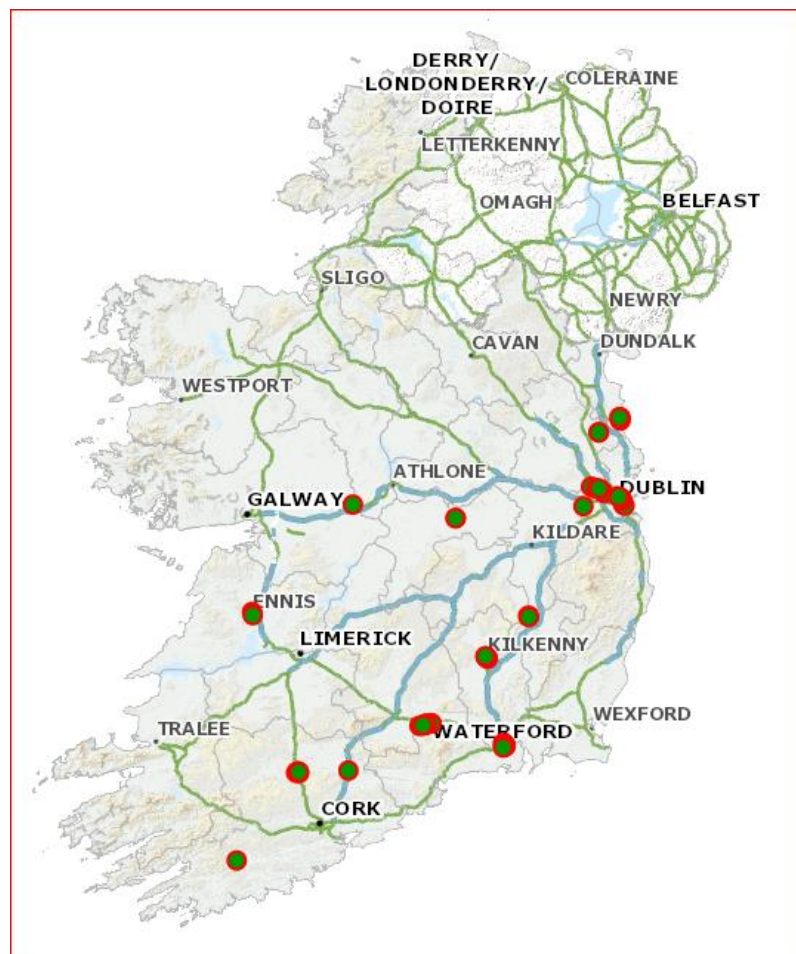 DERRY/
LONDONDERRY/
DOIRE
COLERAINE
LETTERKENNY
OMAGH
BELFAST
SLIGO
NEWRY
CAVAN
DUNDALK
WESTPORT
ATHLONE
GALWAY
DUBLIN
KILDARE
ENNIS
LIMERICK
KILKENNY
TRALEE
WATERFORD
WEXFORD
CORK